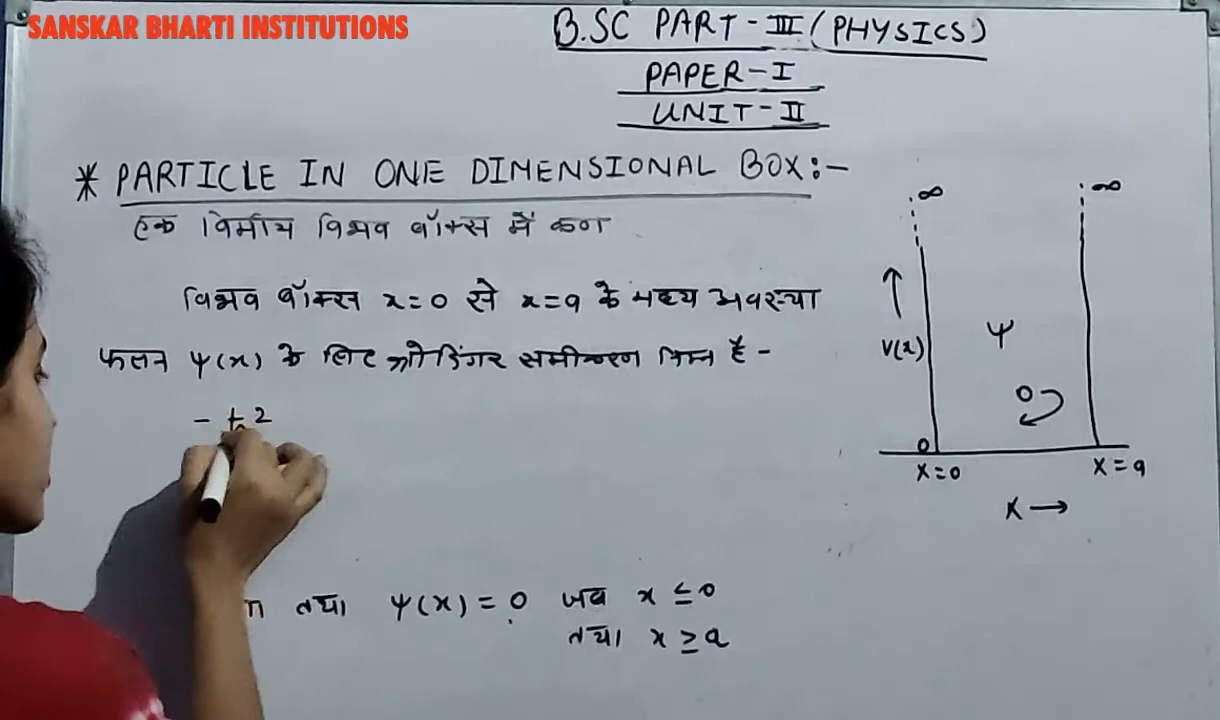 SANSKAR BHARTI INSTITUTIONS
B.SC PART-III (PHYSICS)
PAPER-I
UNIT-II
* PARTICLE IN ONE DIMENSIONAL BOX:-
एक विमीय विभव बॉक्स में कण
विभव बॉक्स x=0 से x=a के मध्य अवस्था
फलन ψ(x) के लिए श्रोडिंगर समीकरण निम्न है -
- ħ²
तथा ψ(x) = 0 जब x ≤ 0
तथा x ≥ a
∞ ∞
V(x) ψ
0
x=0 x=a
x →